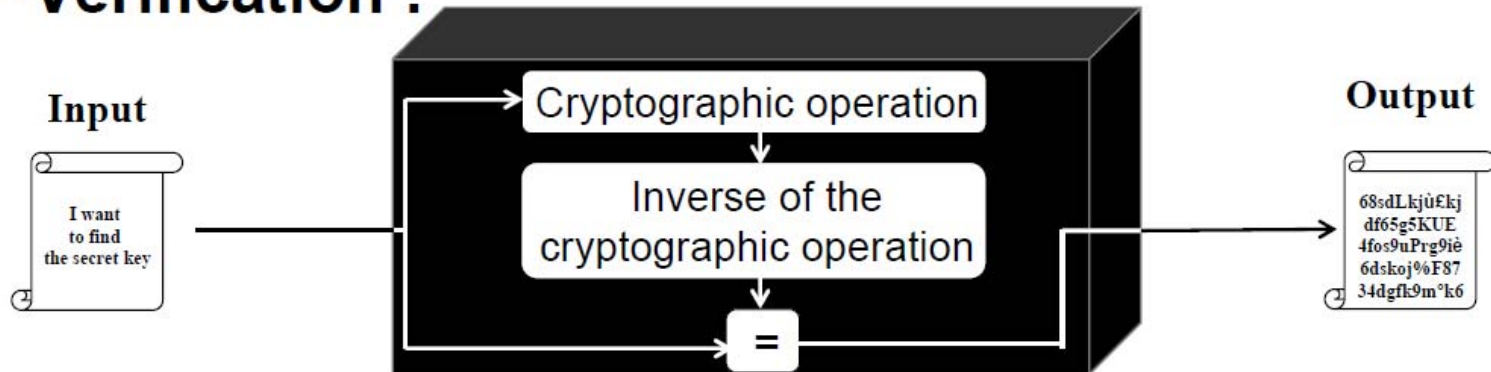 Verification :
Input
I want
to find
the secret key
Cryptographic operation
Inverse of the
cryptographic operation
=
Output
68sdLkjù£kj
df65g5KUE
4fos9uPrg9iè
6dskoj%F87
34dgfk9m°k6